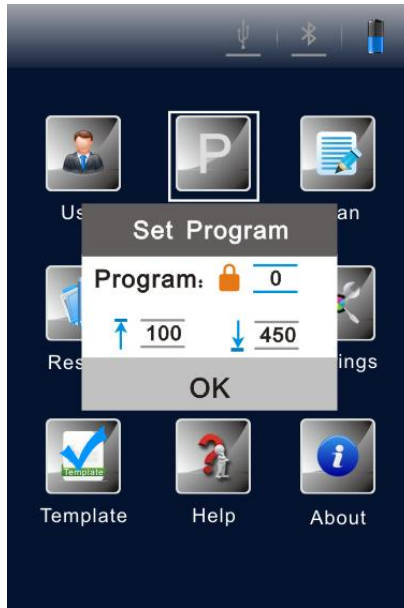 P
Us
an
Set Program
Program: 0
100 450
Res
ings
OK
Template
Template Help About